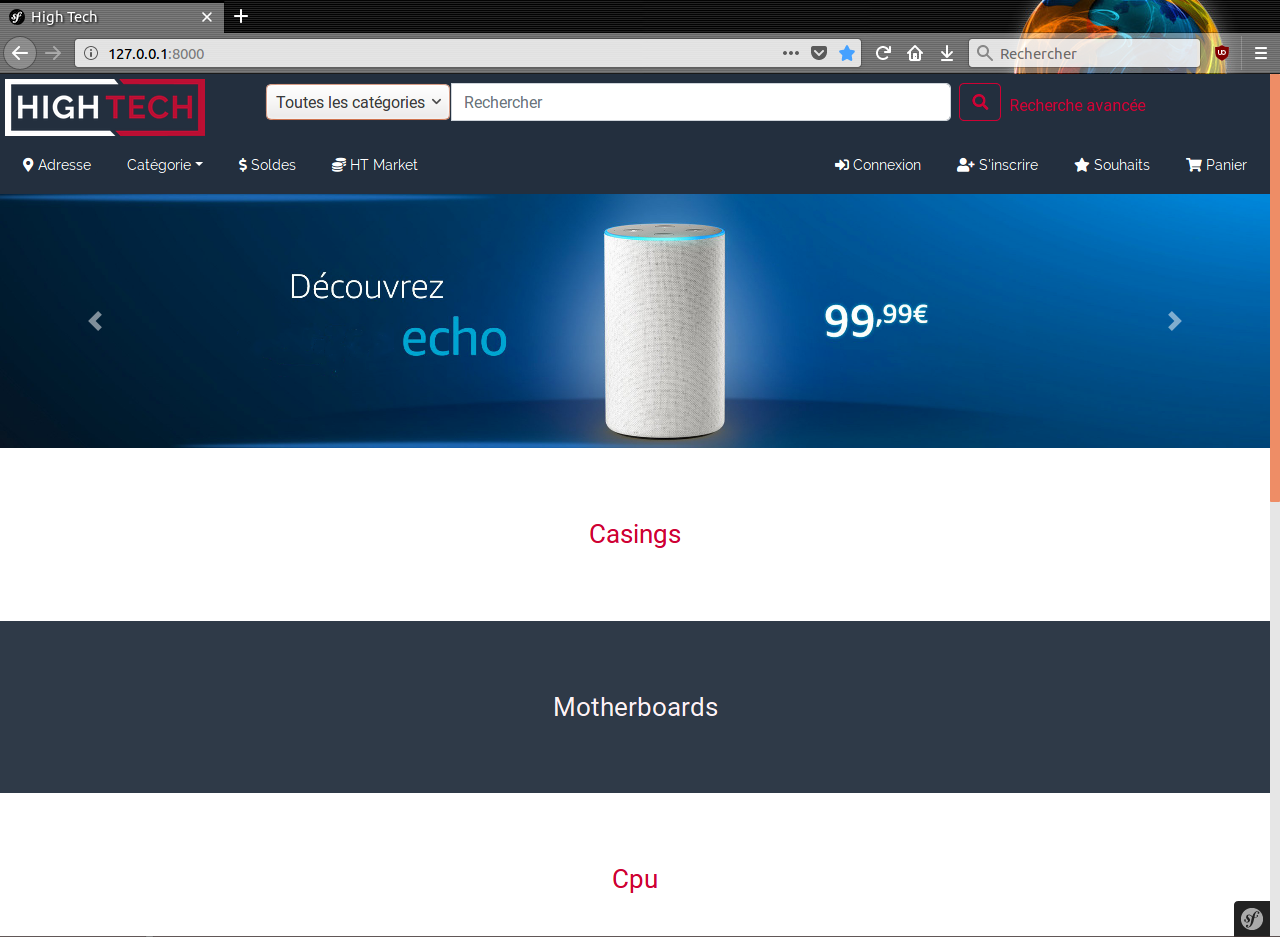 High Tech
127.0.0.1:8000
Rechercher
HIGH TECH
Toutes les catégories
Rechercher
Recherche avancée
Adresse
Catégorie
$ Soldes
HT Market
Connexion
S'inscrire
Souhaits
Panier
Découvrez
echo
99,99€
Casings
Motherboards
Cpu